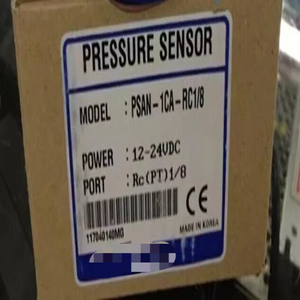 PRESSURE SENSOR
MODEL : PSAN-1CA-RC1/8
POWER : 12-24VDC
PORT : Rc(PT)1/8
117040140MG
CE
MADE IN KOREA